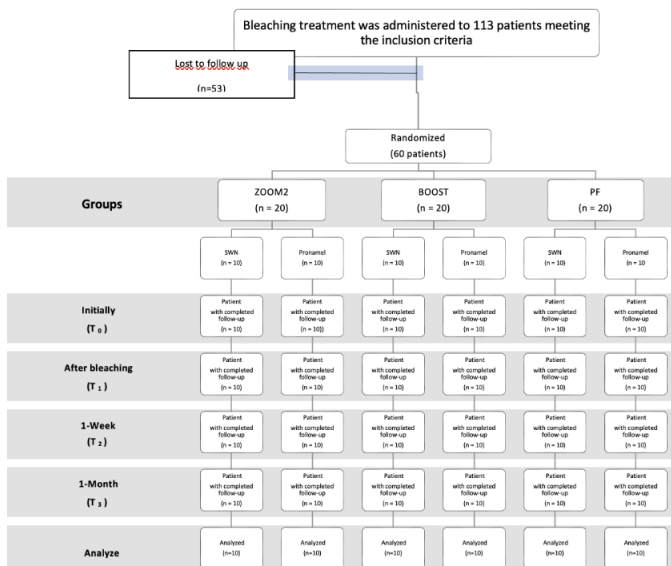 Bleaching treatment was administered to 113 patients meeting
the inclusion criteria
Lost to follow up
(n=53)
Randomized
(60 patients)
Groups
ZOOM2
(n = 20)
BOOST
(n = 20)
PF
(n = 20)
SWN
(n = 10)
Pronamel
(n = 10)
SWN
(n = 10)
Pronamel
(n = 10)
SWN
(n = 10)
Pronamel
(n = 10
Initially
(T 0 )
Patient
with completed
follow-up
(n = 10)
Patient
with completed
follow-up
(n = 10))
Patient
with completed
follow-up
(n = 10)
Patient
with completed
follow-up
(n = 10)
Patient
with completed
follow-up
(n = 10)
Patient
with completed
follow-up
(n = 10)
After bleaching
(T 1 )
Patient
with completed
follow-up
(n = 10)
Patient
with completed
follow-up
(n = 10)
Patient
with completed
follow-up
(n = 10)
Patient
with completed
follow-up
(n = 10)
Patient
with completed
follow-up
(n = 10)
Patient
with completed
follow-up
(n = 10)
1-Week
(T 2 )
Patient
with completed
follow-up
(n = 10)
Patient
with completed
follow-up
(n = 10)
Patient
with completed
follow-up
(n = 10)
Patient
with completed
follow-up
(n = 10)
Patient
with completed
follow-up
(n = 10)
Patient
with completed
follow-up
(n = 10)
1-Month
(T 3 )
Patient
with completed
follow-up
(n = 10)
Patient
with completed
follow-up
(n = 10)
Patient
with completed
follow-up
(n = 10)
Patient
with completed
follow-up
(n = 10)
Patient
with completed
follow-up
(n = 10)
Patient
with completed
follow-up
(n = 10)
Analyze
Analyzed
(n=10)
Analyzed
(n=10)
Analyzed
(n=10)
Analyzed
(n=10)
Analyzed
(n=10)
Analyzed
(n=10)